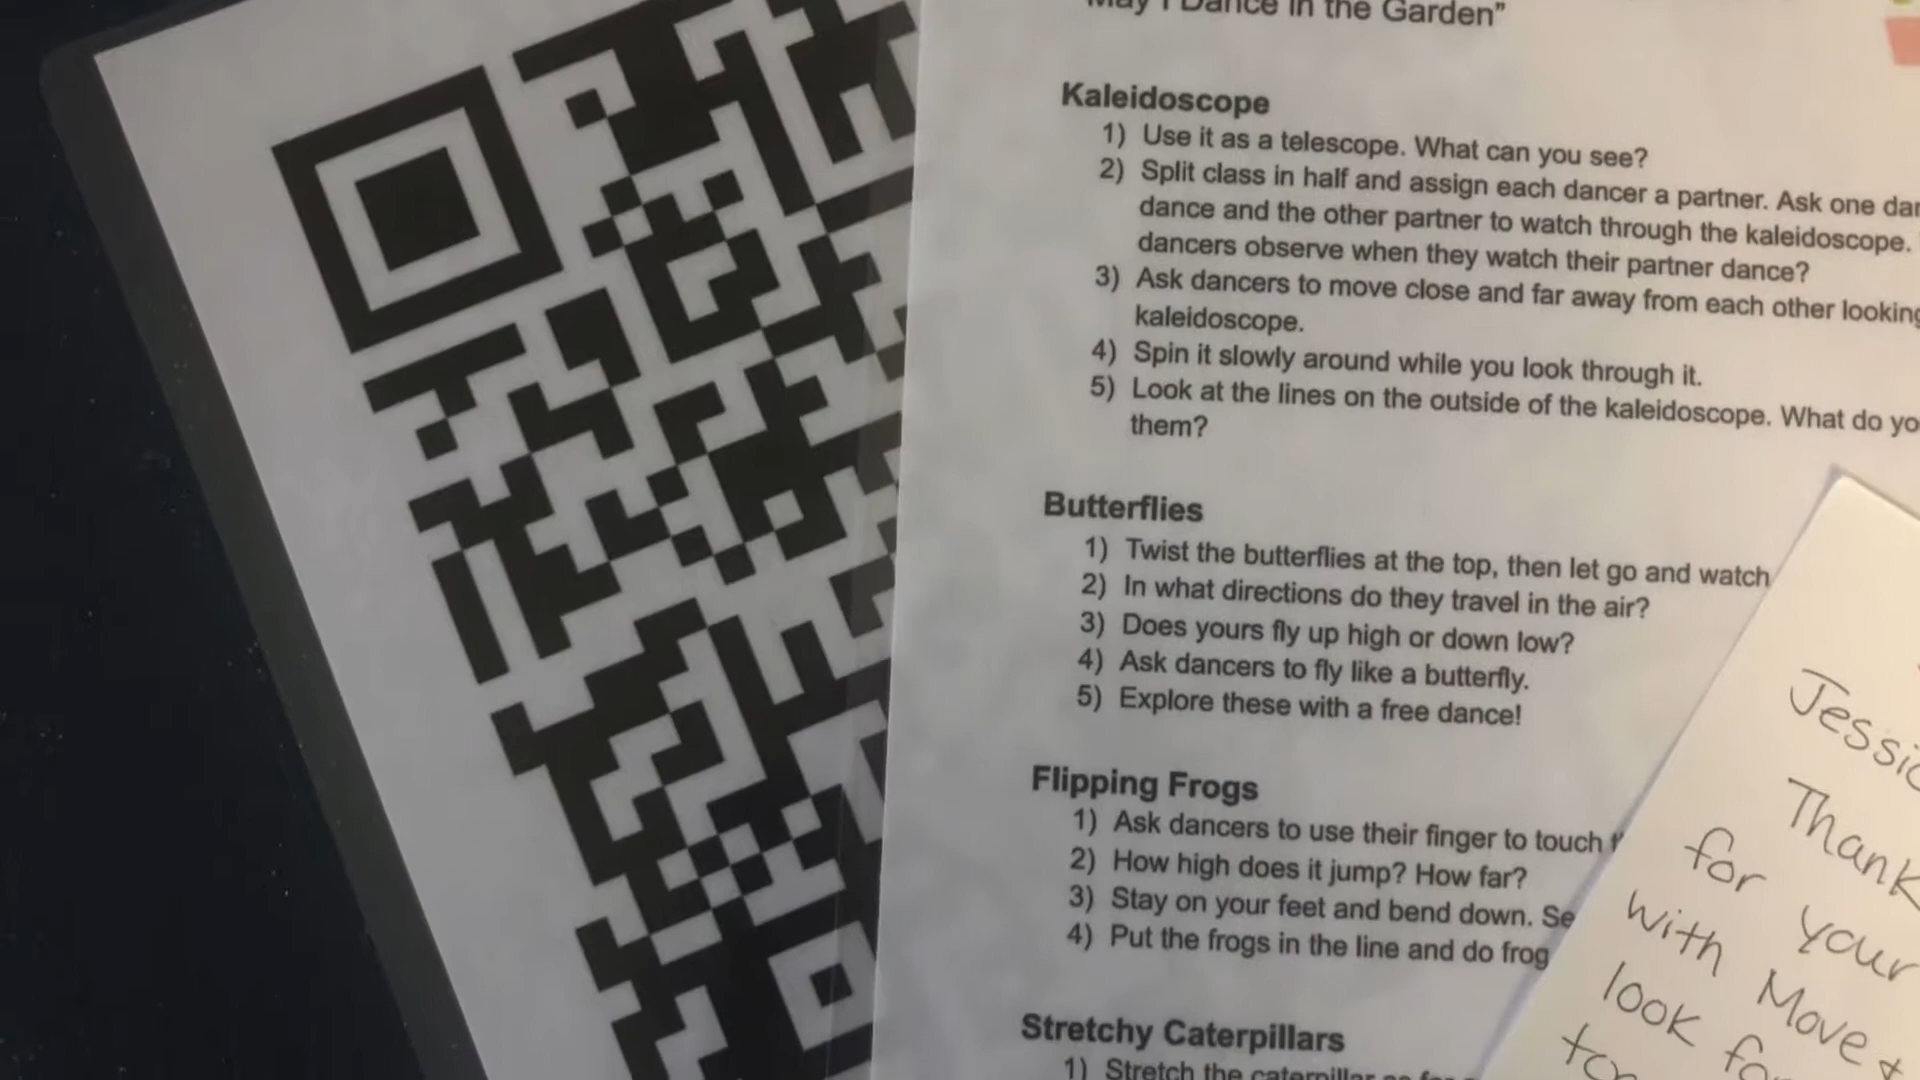 "May I Dance in the Garden"
Kaleidoscope
1) Use it as a telescope. What can you see?
2) Split class in half and assign each dancer a partner. Ask one
dance and the other partner to watch through the kaleidoscope.
dancers observe when they watch their partner dance?
3) Ask dancers to move close and far away from each other looking
kaleidoscope.
4) Spin it slowly around while you look through it.
5) Look at the lines on the outside of the kaleidoscope. What do
them?
Butterflies
1) Twist the butterflies at the top, then let go and watch
2) In what directions do they travel in the air?
3) Does yours fly up high or down low?
4) Ask dancers to fly like a butterfly.
5) Explore these with a free dance!
Flipping Frogs
1) Ask dancers to use their finger to touch
2) How high does it jump? How far?
3) Stay on your feet and bend down.
4) Put the frogs in the line and do frog
Stretchy Caterpillars
1) Stretch the caterpillar as
Thank
for your
with Move +
look